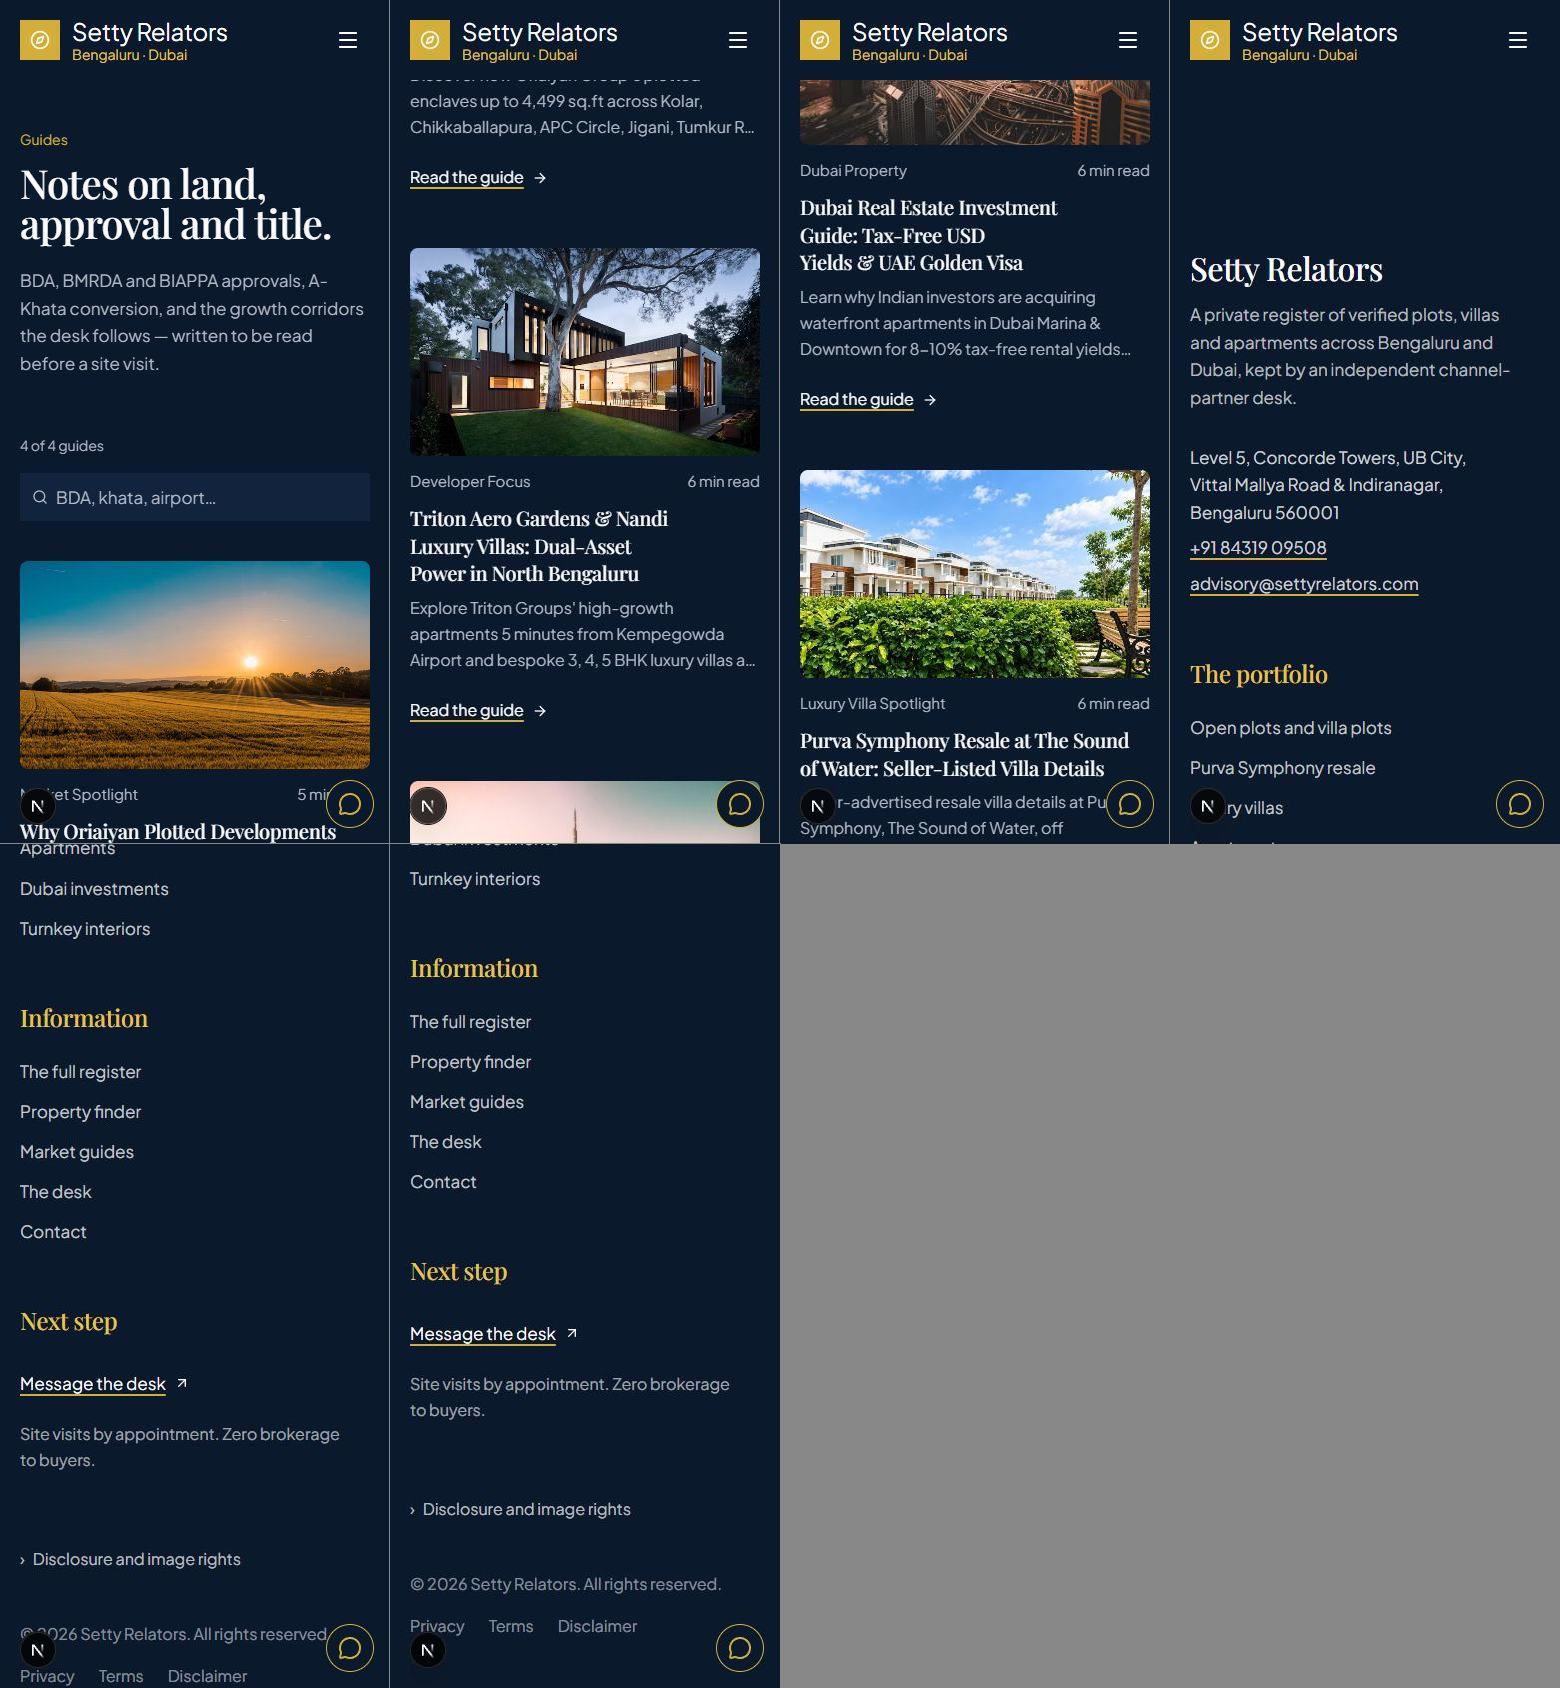 Setty Relators
Bengaluru · Dubai
Guides
Notes on land,
approval and title.
BDA, BMRDA and BIAPPA approvals, A-
Khata conversion, and the growth corridors
the desk follows — written to be read
before a site visit.
4 of 4 guides
BDA, khata, airport...
Spotlight
5
Why Oriaiyan Plotted Developments
Setty Relators
Bengaluru · Dubai
enclaves up to 4,499 sq.ft across Kolar,
Chikkaballapura, APC Circle, Jigani, Tumkur R...
Read the guide →
Developer Focus
6 min read
Triton Aero Gardens & Nandi
Luxury Villas: Dual-Asset
Power in North Bengaluru
Explore Triton Groups' high-growth
apartments 5 minutes from Kempegowda
Airport and bespoke 3, 4, 5 BHK luxury villas a...
Read the guide →
N
Setty Relators
Bengaluru · Dubai
Dubai Property
6 min read
Dubai Real Estate Investment
Guide: Tax-Free USD
Yields & UAE Golden Visa
Learn why Indian investors are acquiring
waterfront apartments in Dubai Marina &
Downtown for 8–10% tax-free rental yields...
Read the guide →
Luxury Villa Spotlight
6 min read
Purva Symphony Resale at The Sound
of Water: Seller-Listed Villa Details
r-advertised resale villa details at Pu
Symphony, The Sound of Water, off
N
Setty Relators
Bengaluru · Dubai
Setty Relators
A private register of verified plots, villas
and apartments across Bengaluru and
Dubai, kept by an independent channel-
partner desk.
Level 5, Concorde Towers, UB City,
Vittal Mallya Road & Indiranagar,
Bengaluru 560001
+91 84319 09508
advisory@settyrelators.com
The portfolio
Open plots and villa plots
Purva Symphony resale
ry villas
N
Apartments
Dubai investments
Turnkey interiors
Information
The full register
Property finder
Market guides
The desk
Contact
Next step
Message the desk ↗
Site visits by appointment. Zero brokerage
to buyers.
› Disclosure and image rights
© 2026 Setty Relators. All rights reserved.
N
Privacy Terms Disclaimer
Turnkey interiors
Information
The full register
Property finder
Market guides
The desk
Contact
Next step
Message the desk ↗
Site visits by appointment. Zero brokerage
to buyers.
› Disclosure and image rights
© 2026 Setty Relators. All rights reserved.
Privacy Terms Disclaimer
N